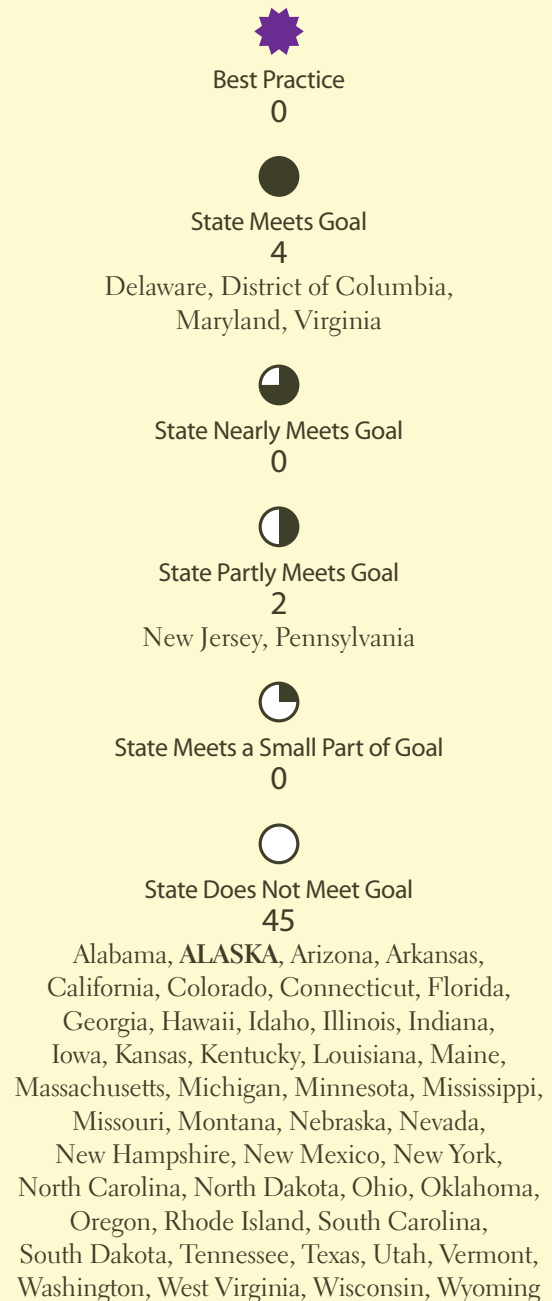 Best Practice
0
State Meets Goal
4
Delaware, District of Columbia,
Maryland, Virginia
State Nearly Meets Goal
0
State Partly Meets Goal
2
New Jersey, Pennsylvania
State Meets a Small Part of Goal
0
State Does Not Meet Goal
45
Alabama, ALASKA, Arizona, Arkansas,
California, Colorado, Connecticut, Florida,
Georgia, Hawaii, Idaho, Illinois, Indiana,
Iowa, Kansas, Kentucky, Louisiana, Maine,
Massachusetts, Michigan, Minnesota, Mississippi,
Missouri, Montana, Nebraska, Nevada,
New Hampshire, New Mexico, New York,
North Carolina, North Dakota, Ohio, Oklahoma,
Oregon, Rhode Island, South Carolina,
South Dakota, Tennessee, Texas, Utah, Vermont,
Washington, West Virginia, Wisconsin, Wyoming